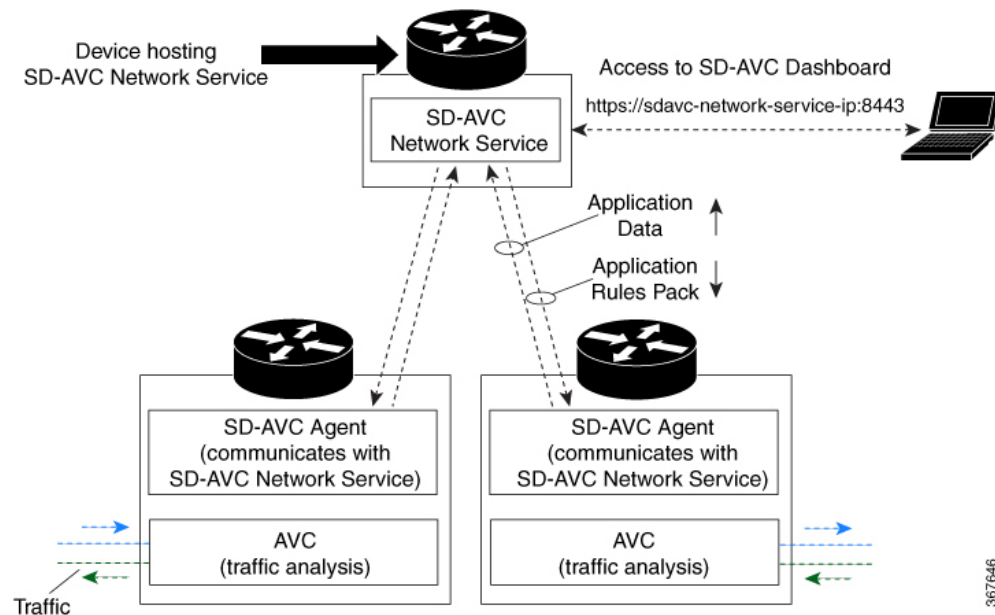 Device hosting
SD-AVC Network Service
Access to SD-AVC Dashboard
https://sdavc-network-service-ip:8443
SD-AVC
Network Service
Application
Data
Application
Rules Pack
SD-AVC Agent
(communicates with
SD-AVC Network Service)
AVC
(traffic analysis)
SD-AVC Agent
(communicates with
SD-AVC Network Service)
AVC
(traffic analysis)
Traffic
367646